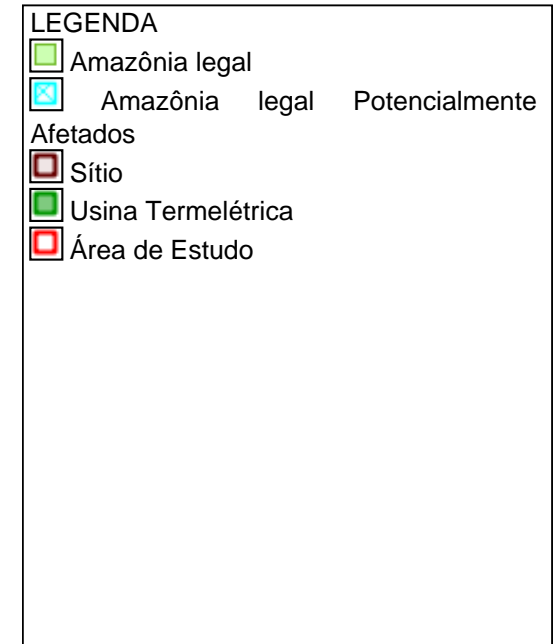 LEGENDA
Amazônia legal
Amazônia legal Potencialmente
Afetados
Sítio
Usina Termelétrica
Área de Estudo